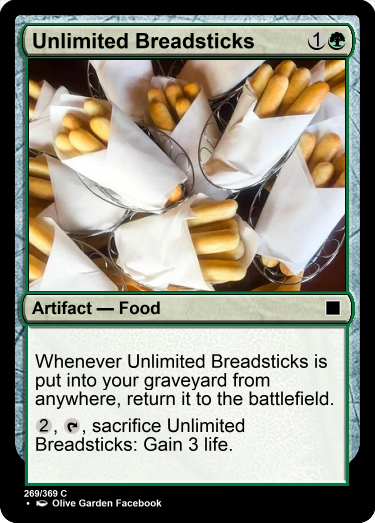 Unlimited Breadsticks 1
Artifact — Food
Whenever Unlimited Breadsticks is
put into your graveyard from
anywhere, return it to the battlefield.
2, , sacrifice Unlimited
Breadsticks: Gain 3 life.
269/369 C
• Olive Garden Facebook